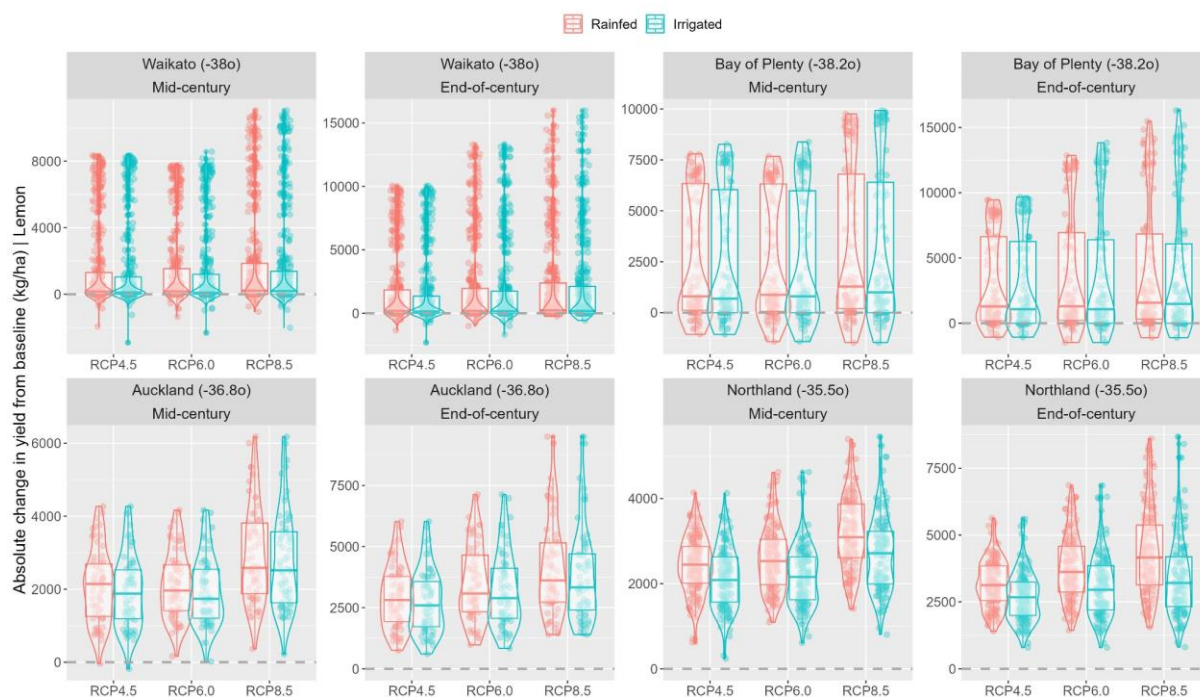 Rainfed Irrigated
Absolute change in yield from baseline (kg/ha) | Lemon
Waikato (-38o)
Mid-century
8000
4000
0
RCP4.5 RCP6.0 RCP8.5
Waikato (-38o)
End-of-century
15000
10000
5000
0
RCP4.5 RCP6.0 RCP8.5
Bay of Plenty (-38.2o)
Mid-century
10000
7500
5000
2500
0
RCP4.5 RCP6.0 RCP8.5
Bay of Plenty (-38.2o)
End-of-century
15000
10000
5000
0
RCP4.5 RCP6.0 RCP8.5
Auckland (-36.8o)
Mid-century
6000
4000
2000
0
RCP4.5 RCP6.0 RCP8.5
Auckland (-36.8o)
End-of-century
7500
5000
2500
0
RCP4.5 RCP6.0 RCP8.5
Northland (-35.5o)
Mid-century
4000
2000
0
RCP4.5 RCP6.0 RCP8.5
Northland (-35.5o)
End-of-century
7500
5000
2500
0
RCP4.5 RCP6.0 RCP8.5